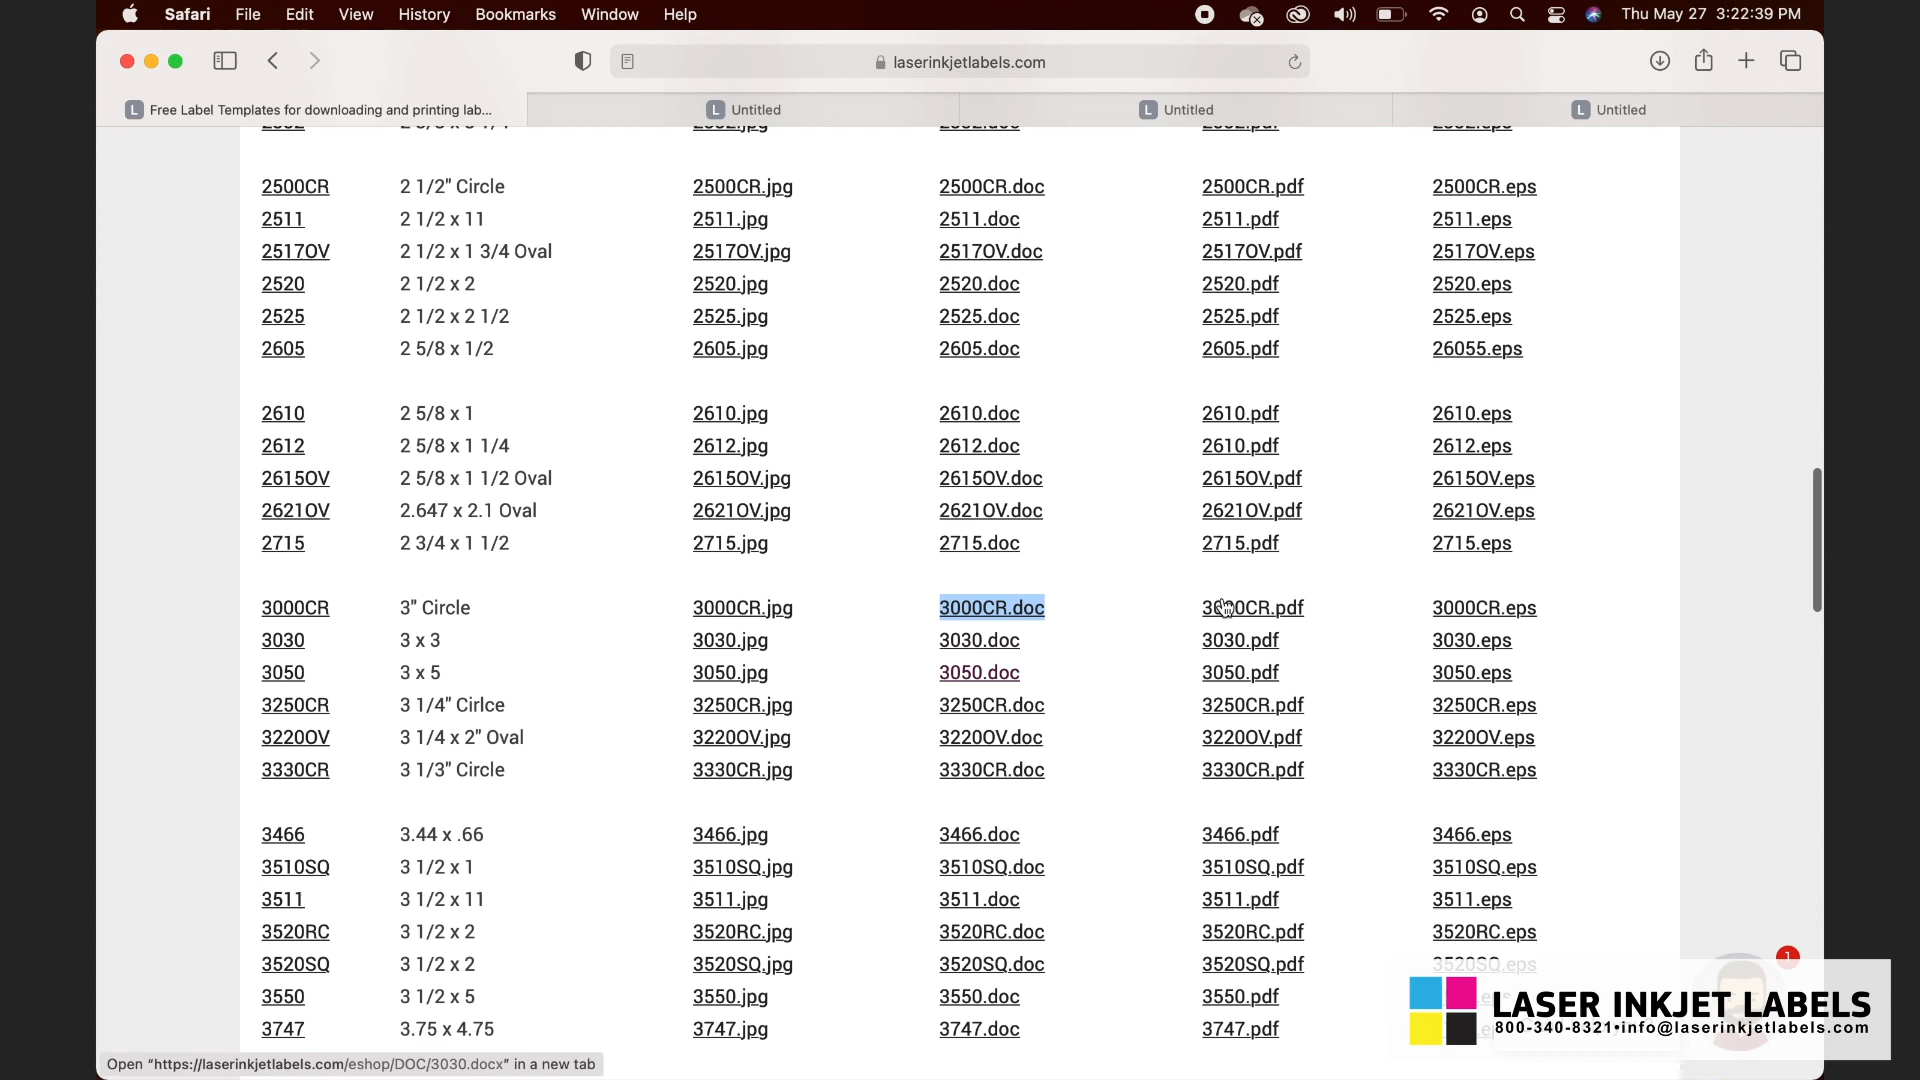 Safari File Edit View History Bookmarks Window Help Thu May 27 3:22:39 PM
laserinkjetlabels.com
L Free Label Templates for downloading and printing lab... L Untitled L Untitled L Untitled
2500CR 2 1/2" Circle 2500CR.jpg 2500CR.doc 2500CR.pdf 2500CR.eps
2511 2 1/2 x 11 2511.jpg 2511.doc 2511.pdf 2511.eps
2517OV 2 1/2 x 1 3/4 Oval 2517OV.jpg 2517OV.doc 2517OV.pdf 2517OV.eps
2520 2 1/2 x 2 2520.jpg 2520.doc 2520.pdf 2520.eps
2525 2 1/2 x 2 1/2 2525.jpg 2525.doc 2525.pdf 2525.eps
2605 2 5/8 x 1/2 2605.jpg 2605.doc 2605.pdf 26055.eps
2610 2 5/8 x 1 2610.jpg 2610.doc 2610.pdf 2610.eps
2612 2 5/8 x 1 1/4 2612.jpg 2612.doc 2610.pdf 2612.eps
2615OV 2 5/8 x 1 1/2 Oval 2615OV.jpg 2615OV.doc 2615OV.pdf 2615OV.eps
2621OV 2.647 x 2.1 Oval 2621OV.jpg 2621OV.doc 2621OV.pdf 2621OV.eps
2715 2 3/4 x 1 1/2 2715.jpg 2715.doc 2715.pdf 2715.eps
3000CR 3" Circle 3000CR.jpg 3000CR.doc 3000CR.pdf 3000CR.eps
3030 3 x 3 3030.jpg 3030.doc 3030.pdf 3030.eps
3050 3 x 5 3050.jpg 3050.doc 3050.pdf 3050.eps
3250CR 3 1/4" Cirlce 3250CR.jpg 3250CR.doc 3250CR.pdf 3250CR.eps
3220OV 3 1/4 x 2" Oval 3220OV.jpg 3220OV.doc 3220OV.pdf 3220OV.eps
3330CR 3 1/3" Circle 3330CR.jpg 3330CR.doc 3330CR.pdf 3330CR.eps
3466 3.44 x .66 3466.jpg 3466.doc 3466.pdf 3466.eps
3510SQ 3 1/2 x 1 3510SQ.jpg 3510SQ.doc 3510SQ.pdf 3510SQ.eps
3511 3 1/2 x 11 3511.jpg 3511.doc 3511.pdf 3511.eps
3520RC 3 1/2 x 2 3520RC.jpg 3520RC.doc 3520RC.pdf 3520RC.eps
3520SQ 3 1/2 x 2 3520SQ.jpg 3520SQ.doc 3520SQ.pdf 3520SQ.eps
1
3550 3 1/2 x 5 3550.jpg 3550.doc 3550.pdf
3747 3.75 x 4.75 3747.jpg 3747.doc 3747.pdf
LASER INKJET LABELS
800-340-8321•info@laserinkjetlabels.com
Open "https://laserinkjetlabels.com/eshop/DOC/3030.docx" in a new tab